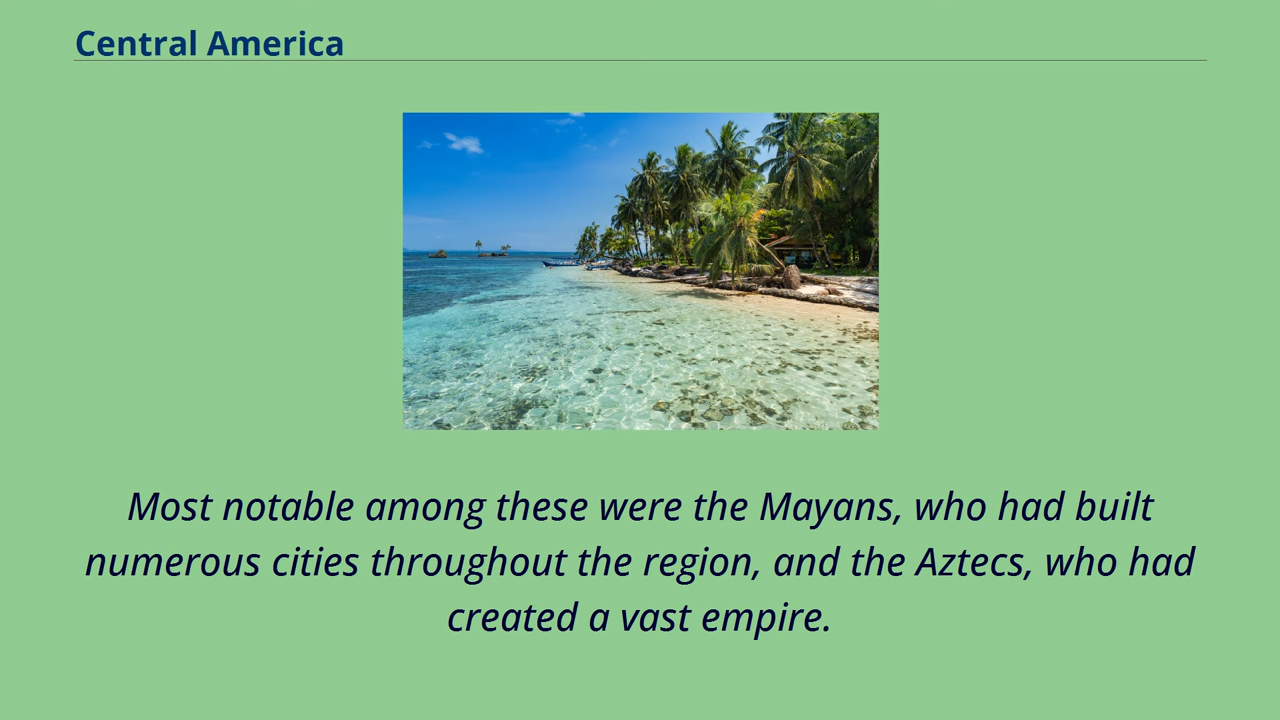 Central America
Most notable among these were the Mayans, who had built
numerous cities throughout the region, and the Aztecs, who had
created a vast empire.